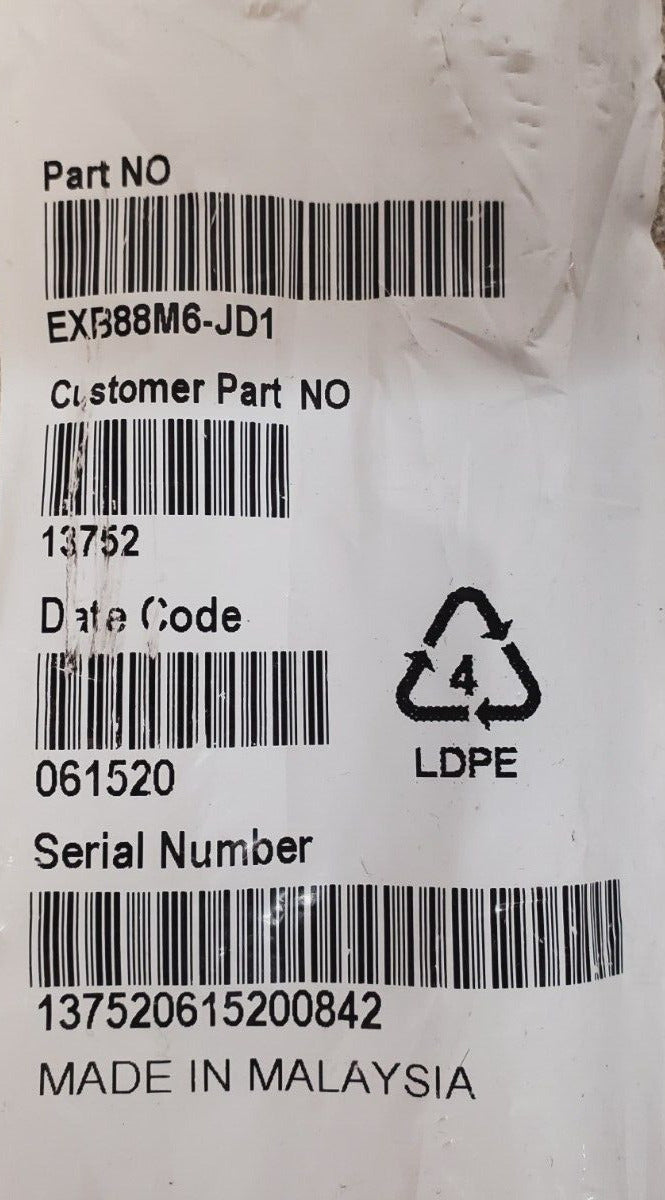 Part NO
EXB88M6-JD1
Customer Part NO
13752
Date Code
061520
4
LDPE
Serial Number
137520615200842
MADE IN MALAYSIA